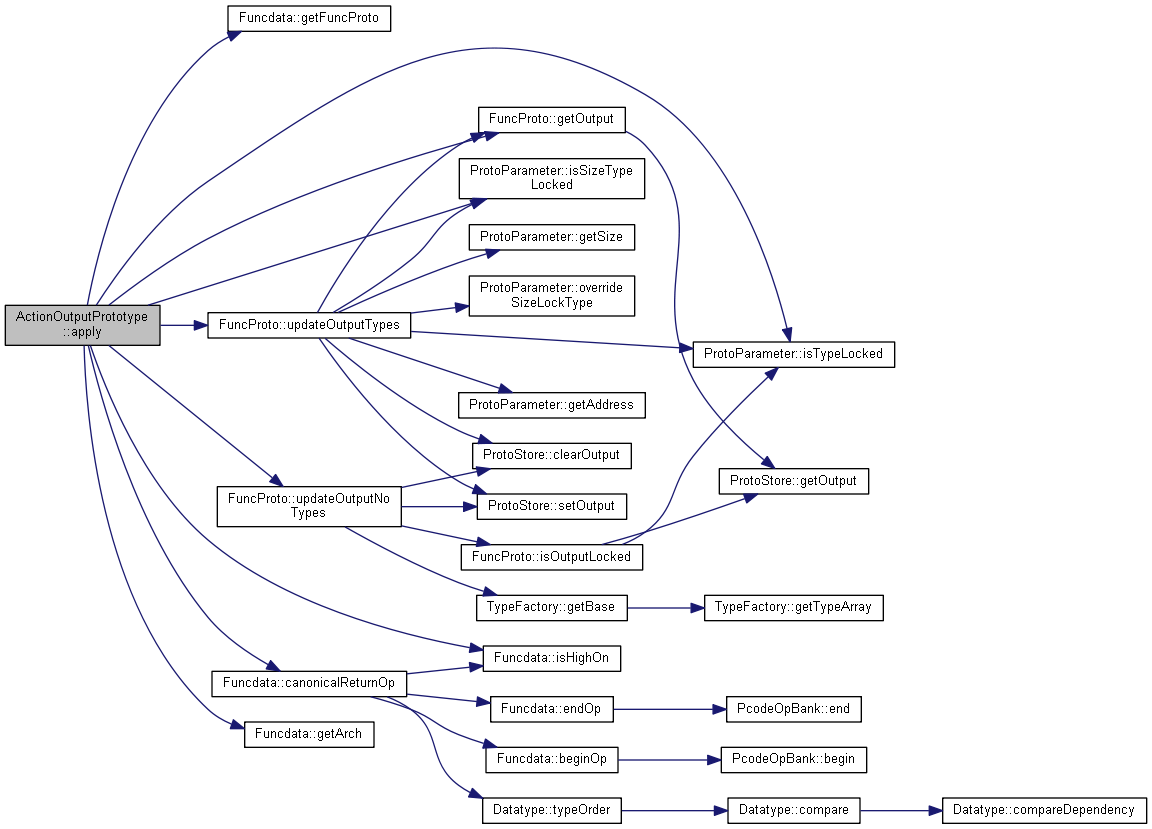 Funcdata::getFuncProto
FuncProto::getOutput
ProtoParameter::isSizeType
Locked
ProtoParameter::getSize
ProtoParameter::override
SizeLockType
ActionOutputPrototype
::apply
FuncProto::updateOutputTypes
ProtoParameter::isTypeLocked
ProtoParameter::getAddress
ProtoStore::clearOutput
ProtoStore::getOutput
FuncProto::updateOutputNo
Types
ProtoStore::setOutput
FuncProto::isOutputLocked
TypeFactory::getBase
TypeFactory::getTypeArray
Funcdata::isHighOn
Funcdata::canonicalReturnOp
Funcdata::endOp
PcodeOpBank::end
Funcdata::getArch
Funcdata::beginOp
PcodeOpBank::begin
Datatype::typeOrder
Datatype::compare
Datatype::compareDependency